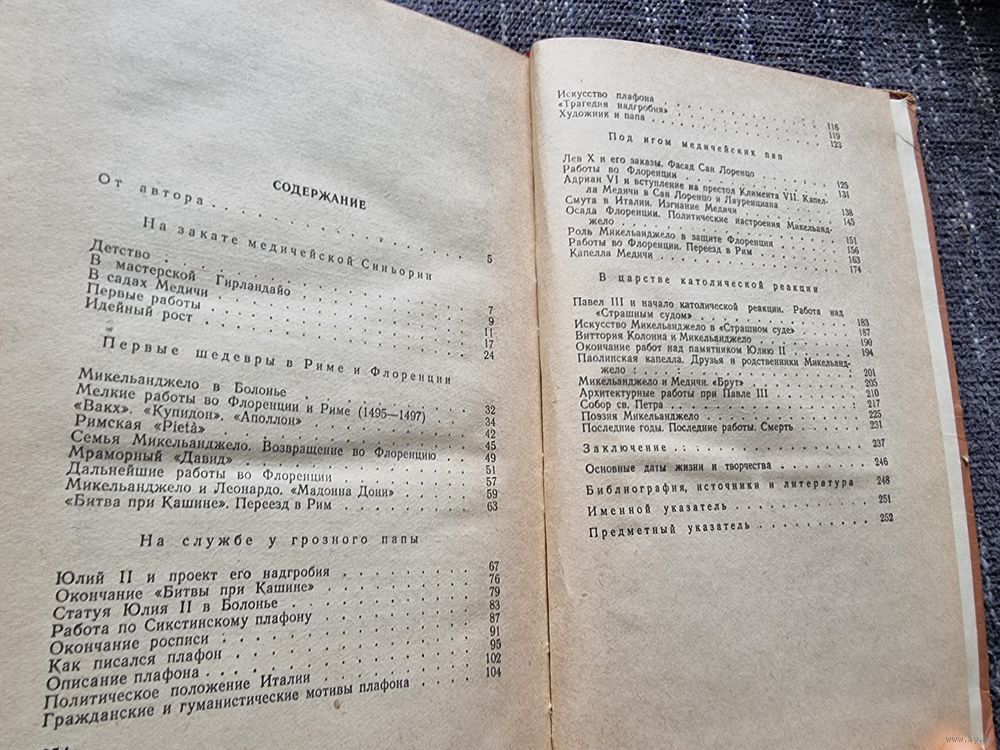 СОДЕРЖАНИЕ
От автора . . . 5
На закате медичейской Синьории
Детство . . . 7
В мастерской Гирландайо . . . 9
В садах Медичи . . . 11
Первые работы . . . 17
Идейный рост . . . 24
Первые шедевры в Риме и Флоренции
Микельанджело в Болонье . . . 32
Мелкие работы во Флоренции и Риме (1495—1497) . . . 34
«Вакх». «Купидон». «Аполлон» . . . 42
Римская «Pietà» . . . 45
Семья Микельанджело. Возвращение во Флоренцию . . . 49
Мраморный «Давид» . . . 51
Дальнейшие работы во Флоренции . . . 57
Микельанджело и Леонардо. «Мадонна Дони» . . . 59
«Битва при Кашине». Переезд в Рим . . . 63
На службе у грозного папы
Юлий II и проект его надгробия . . . 67
Окончание «Битвы при Кашине» . . . 76
Статуя Юлия II в Болонье . . . 79
Работа по Сикстинскому плафону . . . 83
Окончание росписи . . . 87
Как писался плафон . . . 91
Описание плафона . . . 95
Политическое положение Италии . . . 102
Гражданские и гуманистические мотивы плафона . . . 104
Искусство плафона . . . 116
«Трагедия надгробия» . . . 119
Художник и папа . . . 123
Под игом медичейских пап
Лев X и его заказы. Фасад Сан Лоренцо . . . 125
Работы во Флоренции . . . 131
Адриан VI и вступление на престол Климента VII. Капел-
ла Медичи в Сан Лоренцо и Лауренциана . . . 138
Смута в Италии. Изгнание Медичи . . . 145
Осада Флоренции. Политические настроения Микельанд-
жело . . . 151
Роль Микельанджело в защите Флоренции . . . 156
Работы во Флоренции. Переезд в Рим . . . 163
Капелла Медичи . . . 174
В царстве католической реакции
Павел III и начало католической реакции. Работа над
«Страшным судом» . . . 183
Искусство Микельанджело в «Страшном суде» . . . 187
Виттория Колонна и Микельанджело . . . 190
Окончание работ над памятником Юлию II . . . 194
Паолинская капелла. Друзья и родственники Микельанд-
жело . . . 201
Микельанджело и Медичи. «Брут» . . . 205
Архитектурные работы при Павле III . . . 210
Собор св. Петра . . . 217
Поэзия Микельанджело . . . 225
Последние годы. Последние работы. Смерть . . . 231
Заключение . . . 237
Основные даты жизни и творчества . . . 246
Библиография, источники и литература . . . 248
Именной указатель . . . 251
Предметный указатель . . . 252